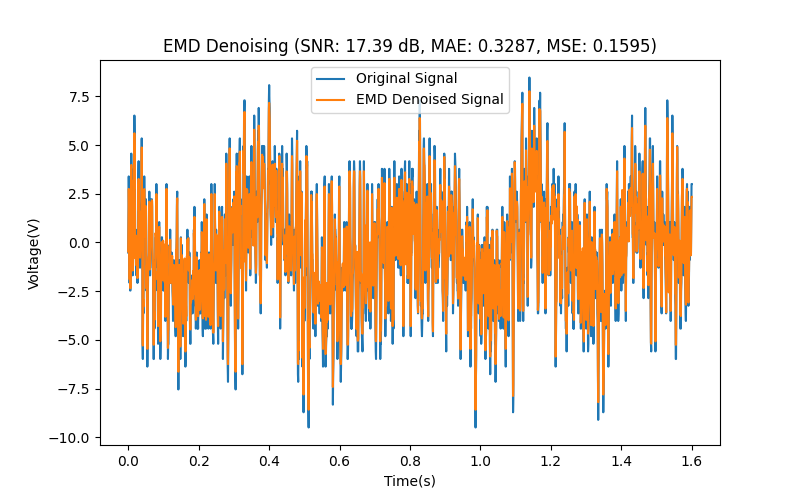 EMD Denoising (SNR: 17.39 dB, MAE: 0.3287, MSE: 0.1595)
Original Signal
EMD Denoised Signal
Voltage(V)
7.5
5.0
2.5
0.0
−2.5
−5.0
−7.5
−10.0
0.0 0.2 0.4 0.6 0.8 1.0 1.2 1.4 1.6
Time(s)